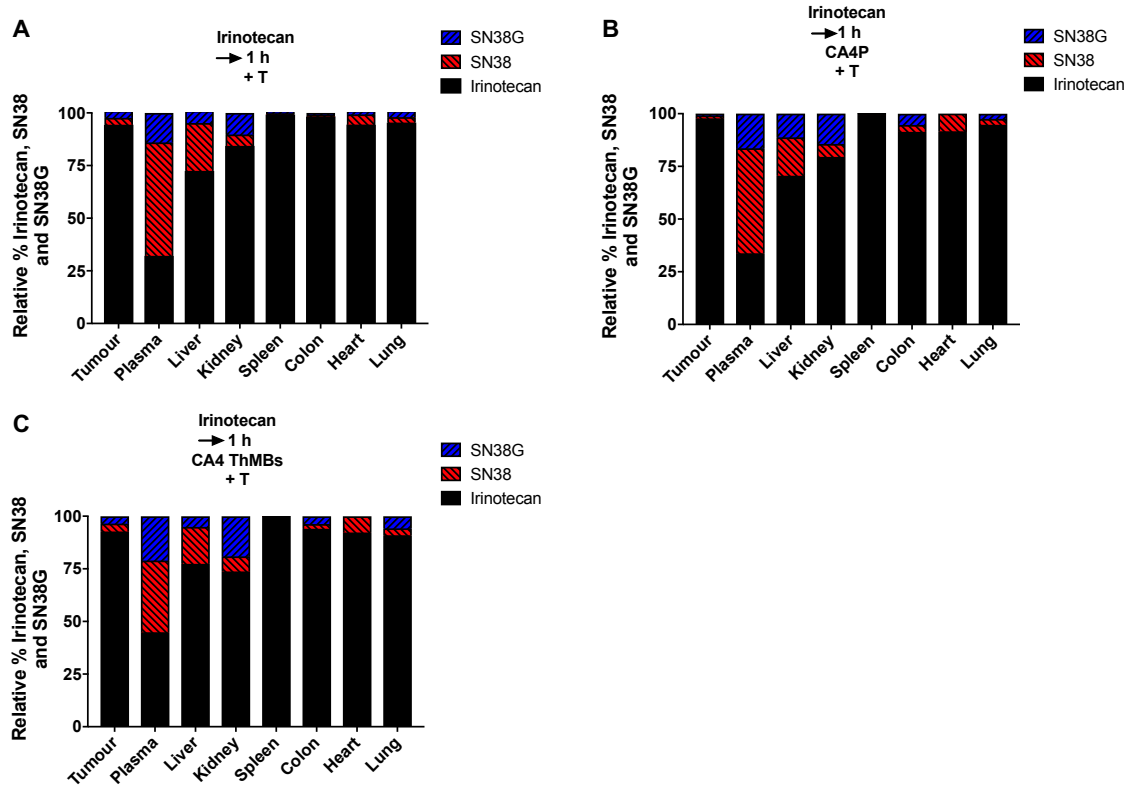 A
Irinotecan
1 h
+ T
SN38G
SN38
Irinotecan
Relative % Irinotecan, SN38
and SN38G
100
75
50
25
0
Tumour
Plasma
Liver
Kidney
Spleen
Colon
Heart
Lung
B
Irinotecan
1 h
CA4P
+ T
SN38G
SN38
Irinotecan
Relative % Irinotecan, SN38
and SN38G
100
75
50
25
0
Tumour
Plasma
Liver
Kidney
Spleen
Colon
Heart
Lung
C
Irinotecan
1 h
CA4 ThMBs
+ T
SN38G
SN38
Irinotecan
Relative % Irinotecan, SN38
and SN38G
100
75
50
25
0
Tumour
Plasma
Liver
Kidney
Spleen
Colon
Heart
Lung